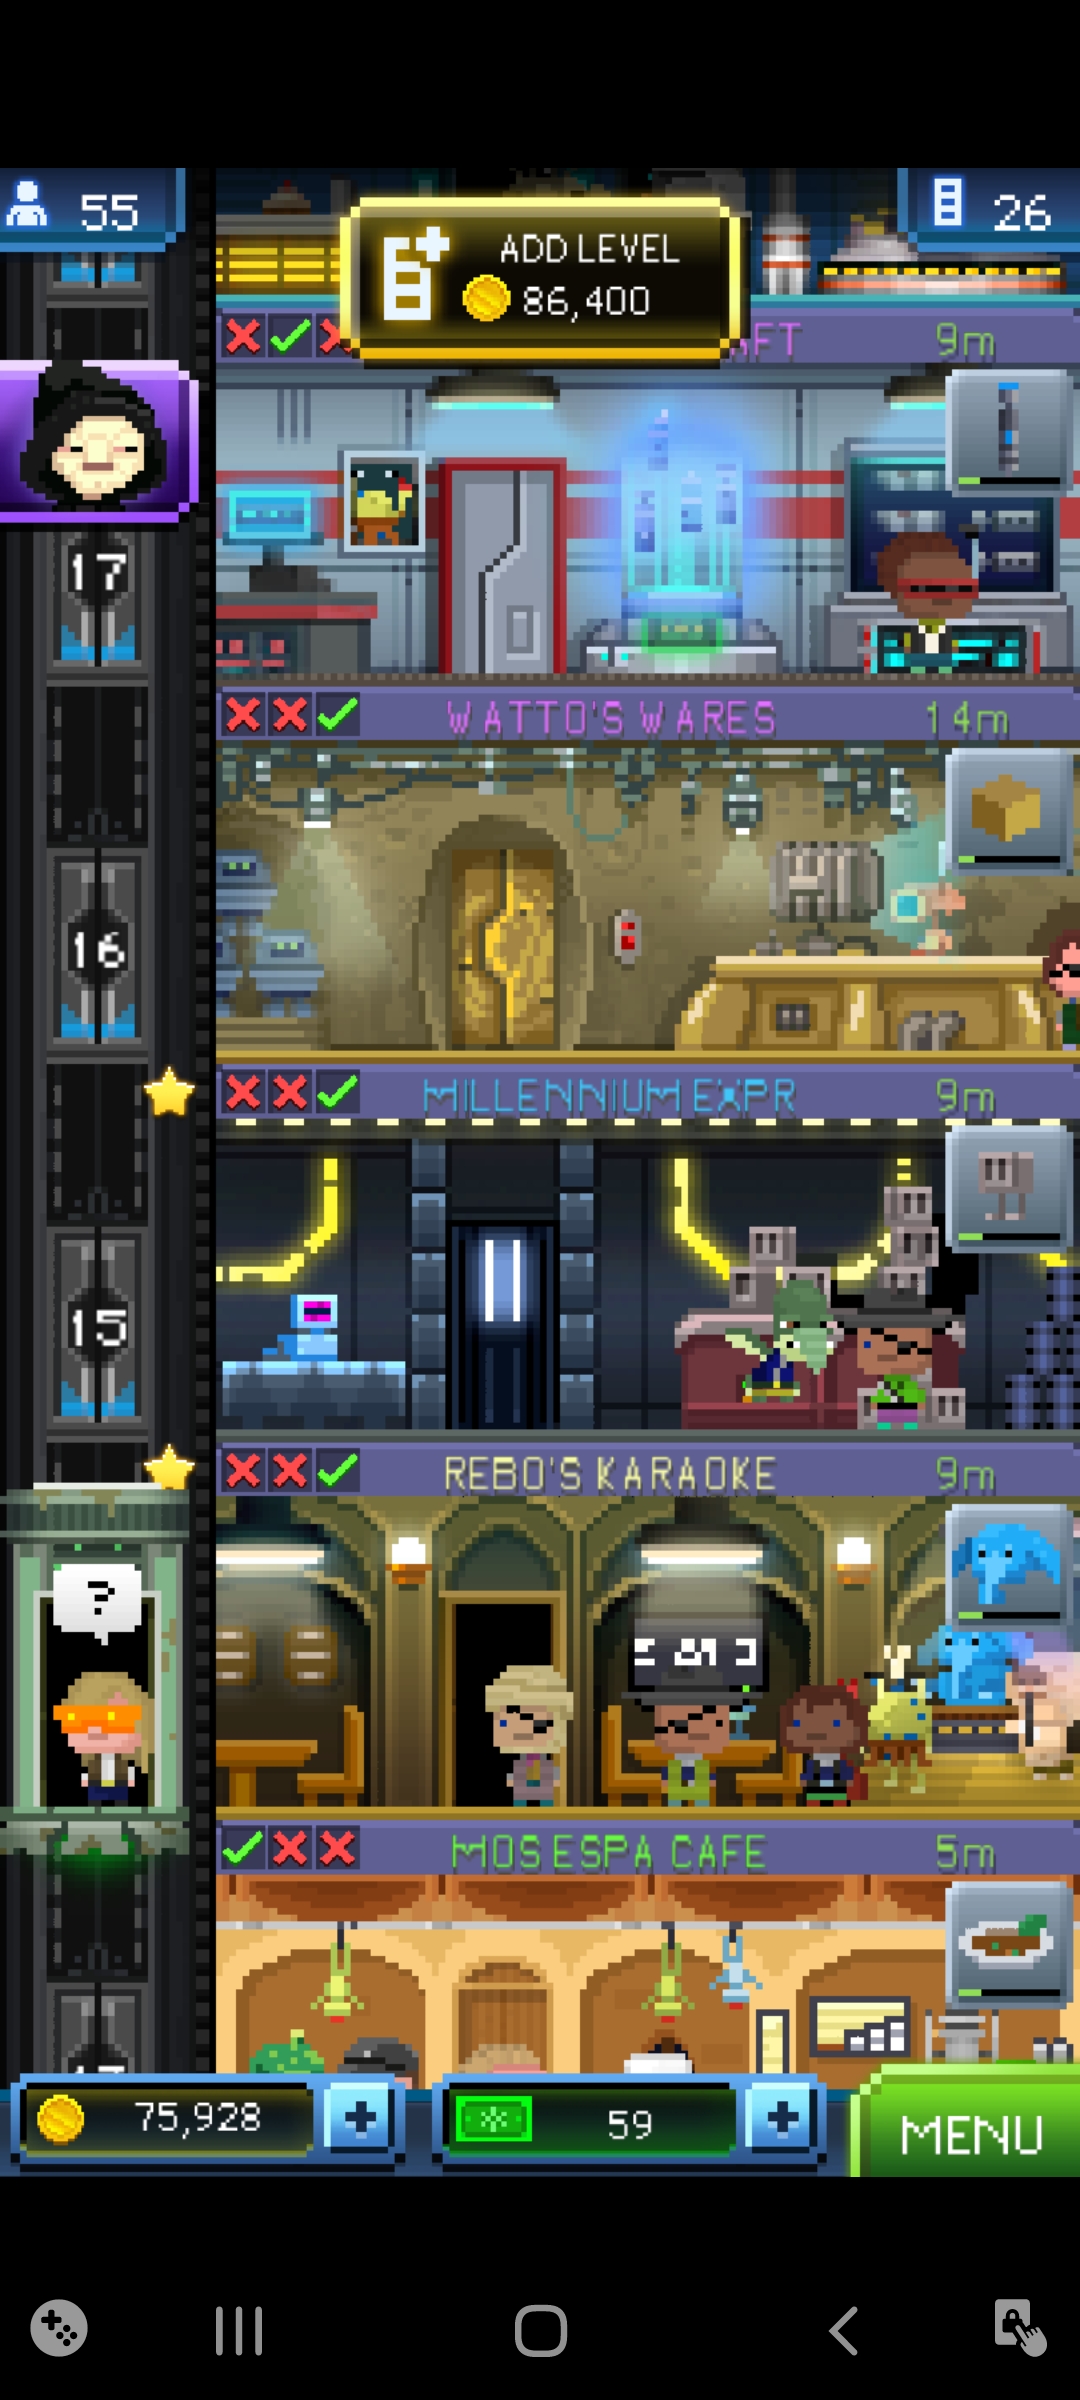 55
ADD LEVEL
86,400
26
9m
17
WATTO'S WARES
14m
16
MILLENNIUM EXPR
9m
15
REBO'S KARAOKE
9m
?
MOS ESPA CAFE
5m
75,928
59
MENU